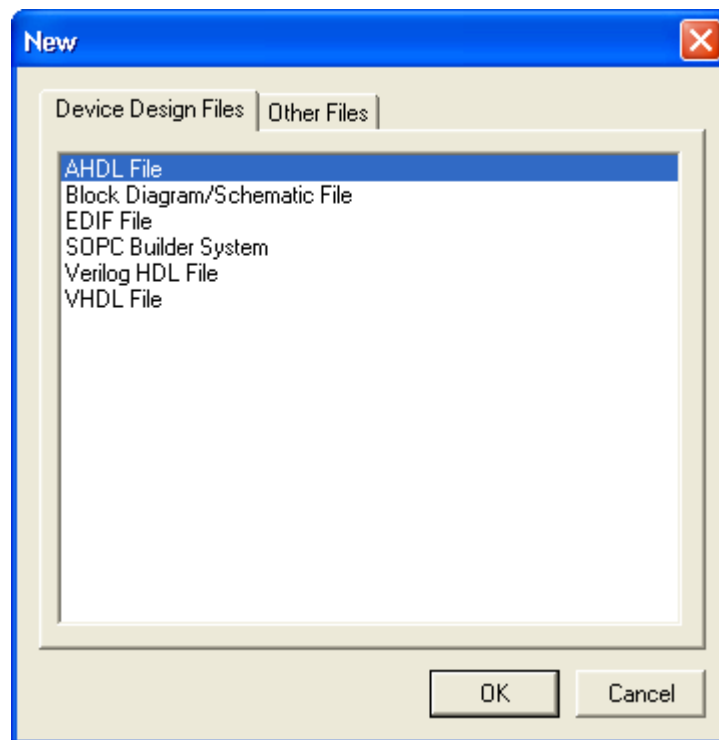 New
Device Design Files
Other Files
AHDL File
Block Diagram/Schematic File
EDIF File
SOPC Builder System
Verilog HDL File
VHDL File
OK
Cancel